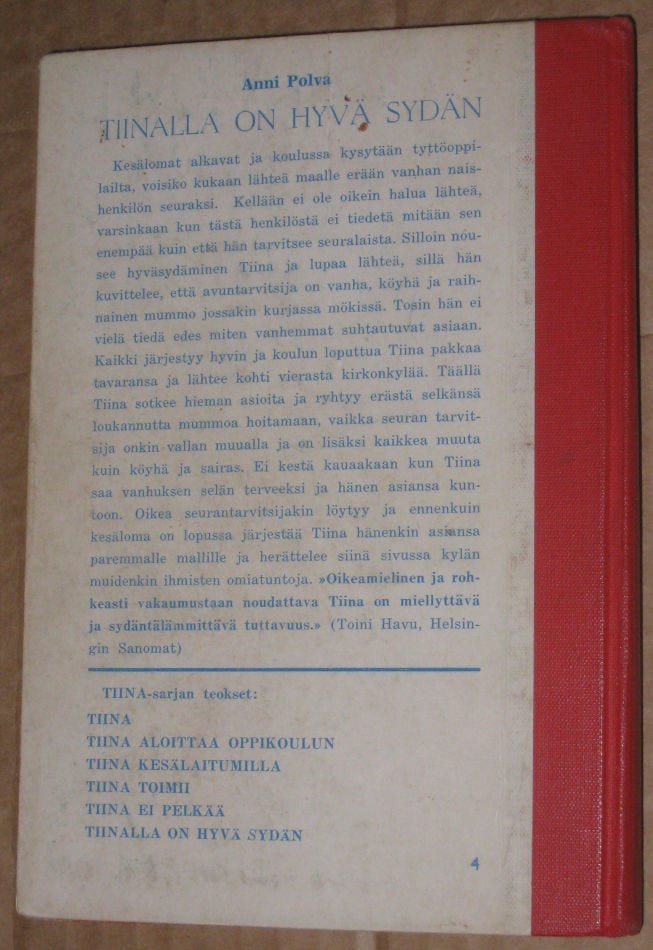 Anni Polva
TIINALLA ON HYVÄ SYDÄN
Kesälomat alkavat ja koulussa kysytään tyttöoppi-
lailta, voisiko kukaan lähteä maalle erään vanhan nais-
henkilön seuraksi. Kellään ei ole oikein halua lähteä,
varsinkaan kun tästä henkilöstä ei tiedetä mitään sen
enempää kuin että hän tarvitsee seuralaista. Silloin nou-
see hyväsydäminen Tiina ja lupaa lähteä, sillä hän
kuvittelee, että avuntarvitsija on vanha, köyhä ja raih-
nainen mummo jossakin kurjassa mökissä. Tosin hän ei
vielä tiedä edes miten vanhemmat suhtautuvat asiaan.
Kaikki järjestyy hyvin ja koulun loputtua Tiina pakkaa
tavaransa ja lähtee kohti vierasta kirkonkylää. Täällä
Tiina sotkee hieman asioita ja ryhtyy erästä selkänsä
loukannutta mummoa hoitamaan, vaikka seuran tarvit-
sija onkin vallan muualla ja on lisäksi kaikkea muuta
kuin köyhä ja sairas. Ei kestä kauaakaan kun Tiina
saa vanhuksen selän terveeksi ja hänen asiansa kun-
toon. Oikea seurantarvitsijakin löytyy ja ennenkuin
kesäloma on lopussa järjestää Tiina hänenkin asiansa
paremmalle mallille ja herättelee siinä sivussa kylän
muidenkin ihmisten omiatuntoja. »Oikeamielinen ja roh-
keasti vakaumustaan noudattava Tiina on miellyttävä
ja sydäntälämmittävä tuttavuus.» (Toini Havu, Helsin-
gin Sanomat)
TIINA-sarjan teokset:
TIINA
TIINA ALOITTAA OPPIKOULUN
TIINA KESÄLAITUMILLA
TIINA TOIMII
TIINA EI PELKÄÄ
TIINALLA ON HYVÄ SYDÄN
4